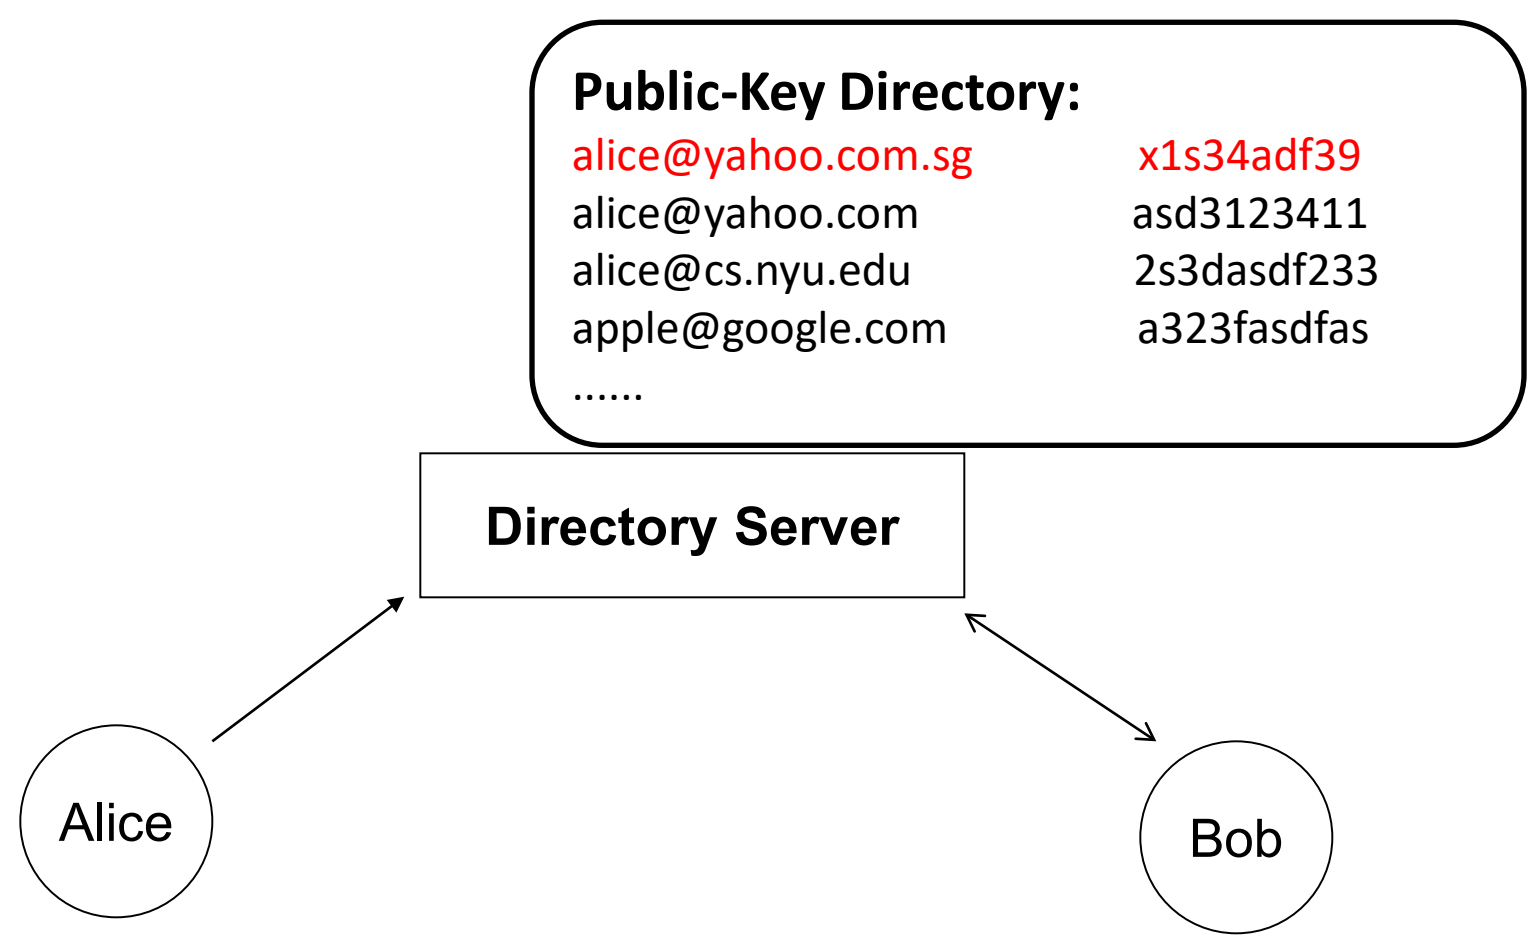 Public-Key Directory:
alice@yahoo.com.sg x1s34adf39
alice@yahoo.com asd3123411
alice@cs.nyu.edu 2s3dasdf233
apple@google.com a323fasdfas
......
Directory Server
Alice
Bob